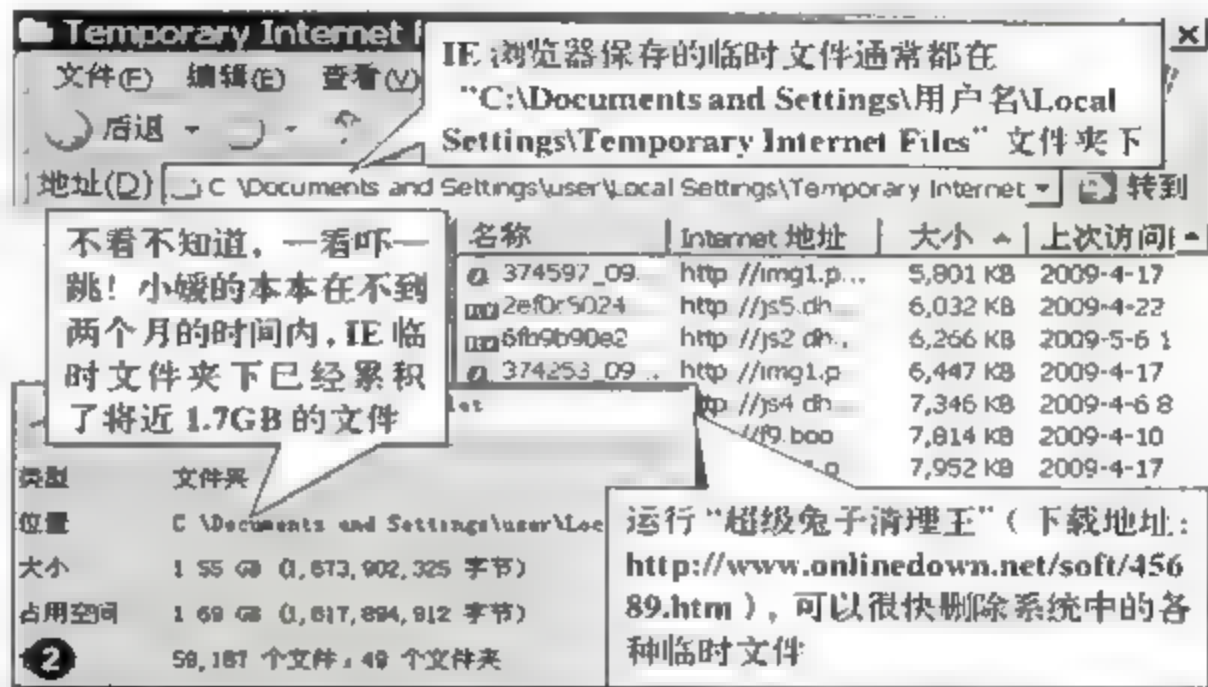 Temporary Internet
文件(F) 编辑(E) 查看(V)
后退
IE 浏览器保存的临时文件通常都在
“C:\Documents and Settings\用户名\Local
Settings\Temporary Internet Files”文件夹下
地址(D) C:\Documents and Settings\user\Local Settings\Temporary Internet 转到
不看不知道,一看吓一
跳!小媛的本本在不到
两个月的时间内,IE 临
时文件夹下已经累积
了将近 1.7GB 的文件
名称 Internet 地址 大小 上次访问
374597_09... http://img1.p... 5,801 KB 2009-4-17
2ef0c5024 http://js5.dh... 6,032 KB 2009-4-22
6fb9b90e2 http://js2.dh... 6,266 KB 2009-5-6 1
374253_09... http://img1.p 6,447 KB 2009-4-17
//js4.dh 7,346 KB 2009-4-6 8
//f9.boo 7,814 KB 2009-4-10
7,952 KB 2009-4-17
类型 文件夹
位置 C:\Documents and Settings\user\Loc
大小 1.55 GB (1,673,902,325 字节)
占用空间 1.69 GB (1,817,894,912 字节)
59,187 个文件,49 个文件夹
2
运行“超级兔子清理王”(下载地址:
http://www.onlinedown.net/soft/456
89.htm),可以很快删除系统中的各
种临时文件